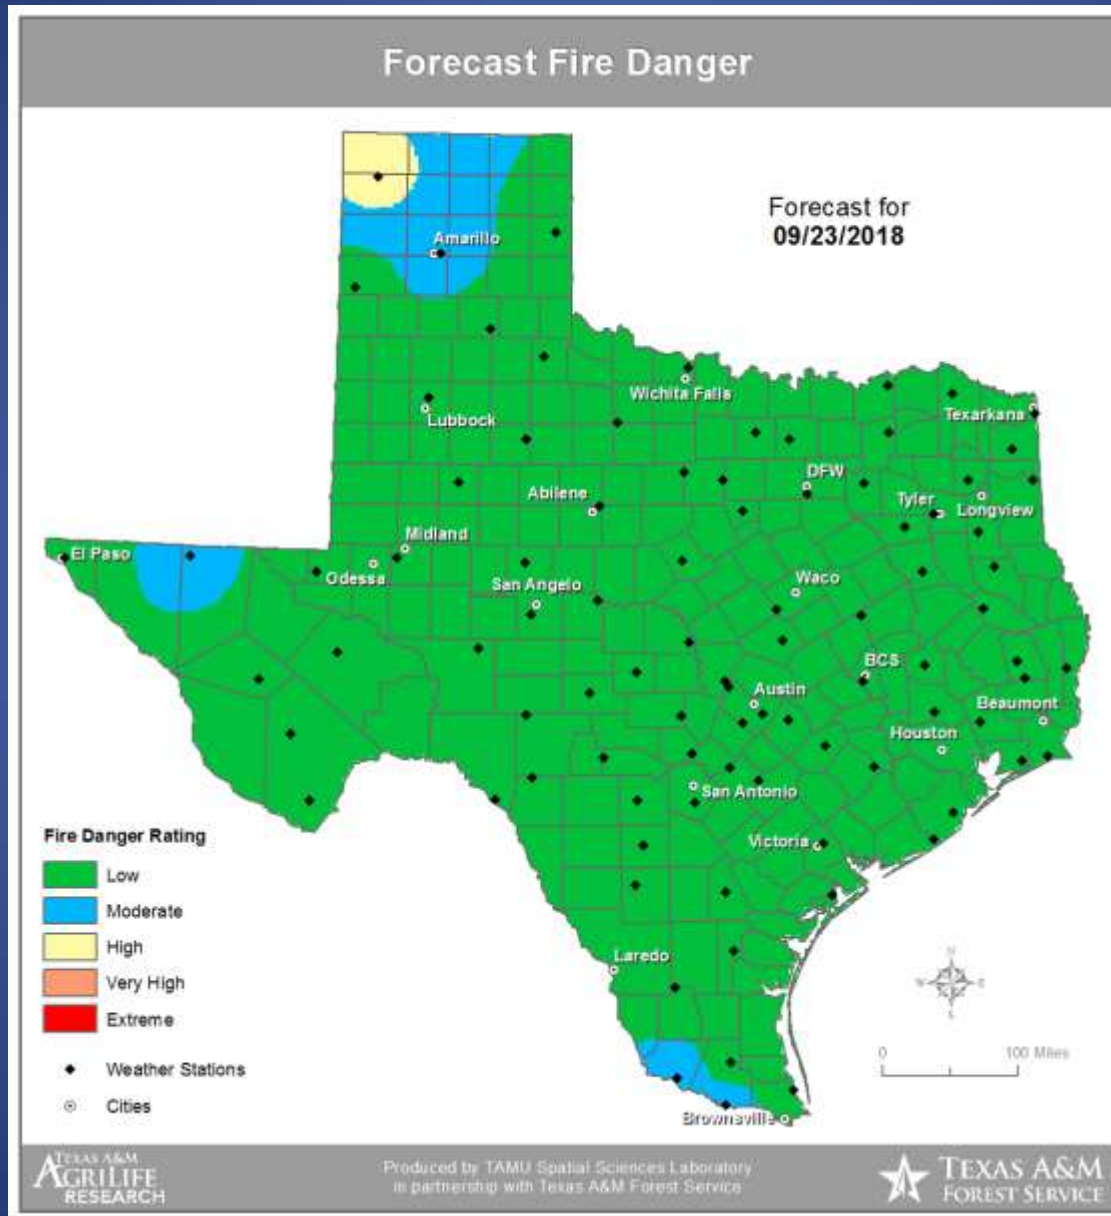 Forecast Fire Danger
Forecast for
09/23/2018
Amarillo
Wichita Falls
Lubbock
Texarkana
DFW
Abilene
Tyler
Longview
Midland
El Paso
Odessa
San Angelo
Waco
BCS
Austin
Beaumont
Houston
San Antonio
Victoria
Laredo
Brownsville
Fire Danger Rating
Low
Moderate
High
Very High
Extreme
Weather Stations
Cities
N
W E
S
0 100 Miles
TEXAS A&M
AGRILIFE
RESEARCH
Produced by TAMU Spatial Sciences Laboratory
in partnership with Texas A&M Forest Service
TEXAS A&M
FOREST SERVICE